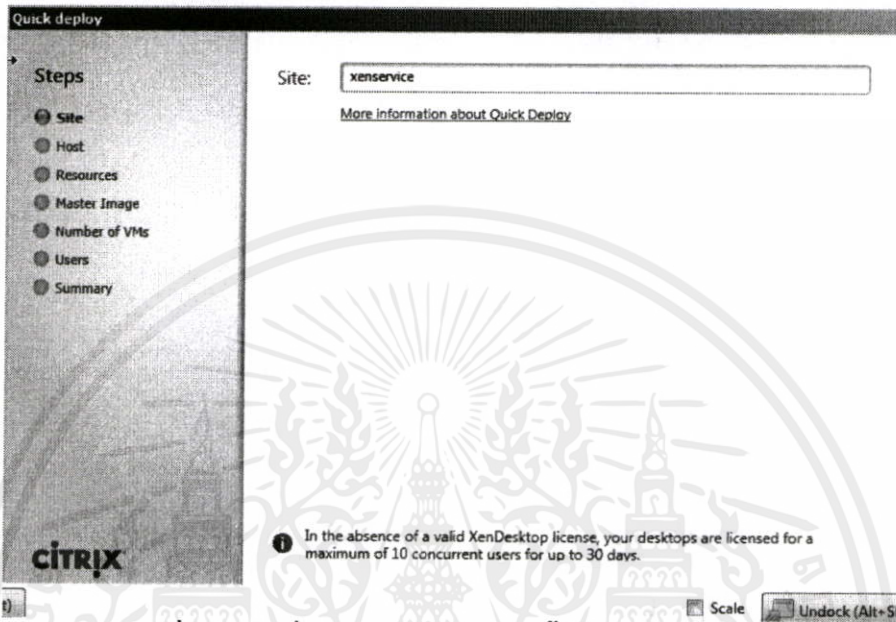 Quick deploy
Steps
Site
Host
Resources
Master Image
Number of VMs
Users
Summary
CITRIX
Site: xenservice
More information about Quick Deploy
In the absence of a valid XenDesktop license, your desktops are licensed for a
maximum of 10 concurrent users for up to 30 days.
Scale
Undock (Alt+S